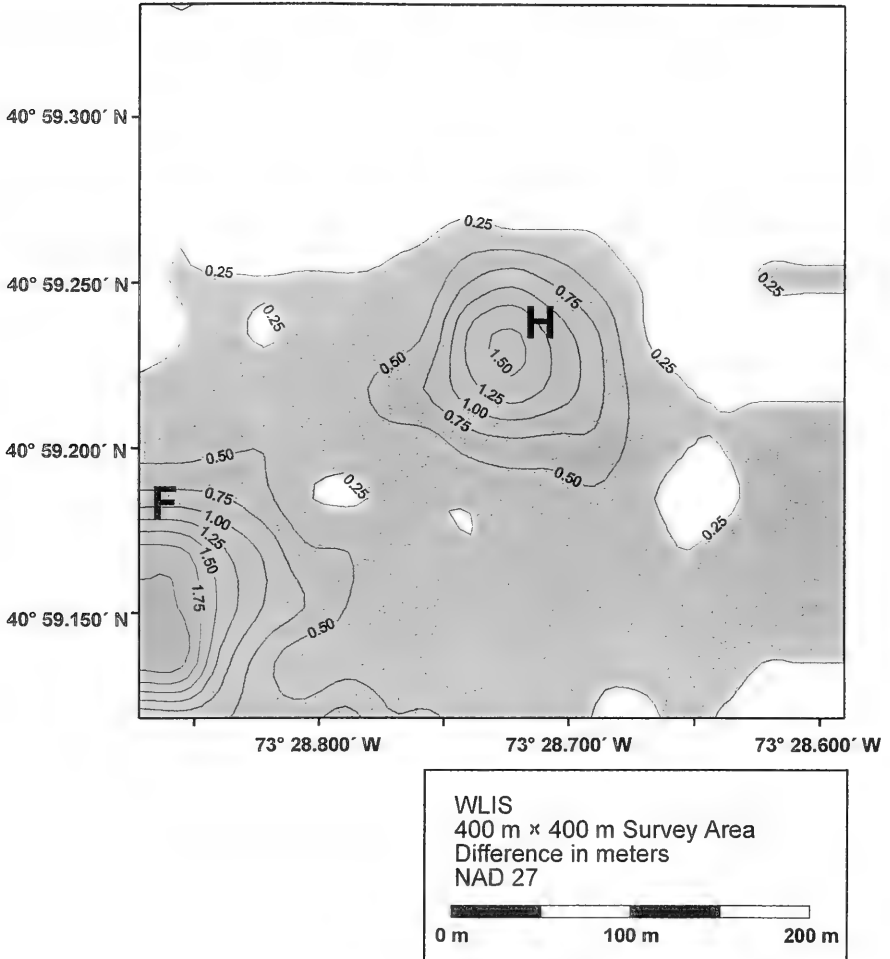 40° 59.300´ N
0.25
0.25
40° 59.250´ N
0.25
0.75
0.25
H
0.50
0.25
1.50
1.25
1.00
0.75
40° 59.200´ N
0.50
0.50
F
0.75
0.25
1.00
0.25
1.25
1.50
1.75
40° 59.150´ N
0.50
73° 28.800´ W
73° 28.700´ W
73° 28.600´ W
WLIS
400 m × 400 m Survey Area
Difference in meters
NAD 27
0 m 100 m 200 m